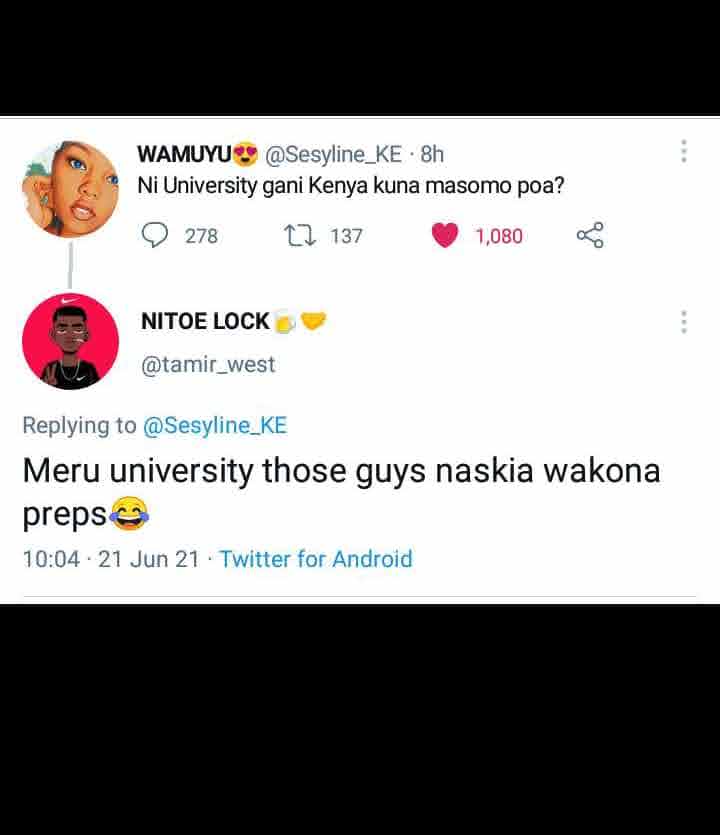 WAMUYU😍 @Sesyline_KE · 8h
Ni University gani Kenya kuna masomo poa?
278 137 1,080
NITOE LOCK🍺🤝
@tamir_west
Replying to @Sesyline_KE
Meru university those guys naskia wakona
preps😂
10:04 · 21 Jun 21 · Twitter for Android